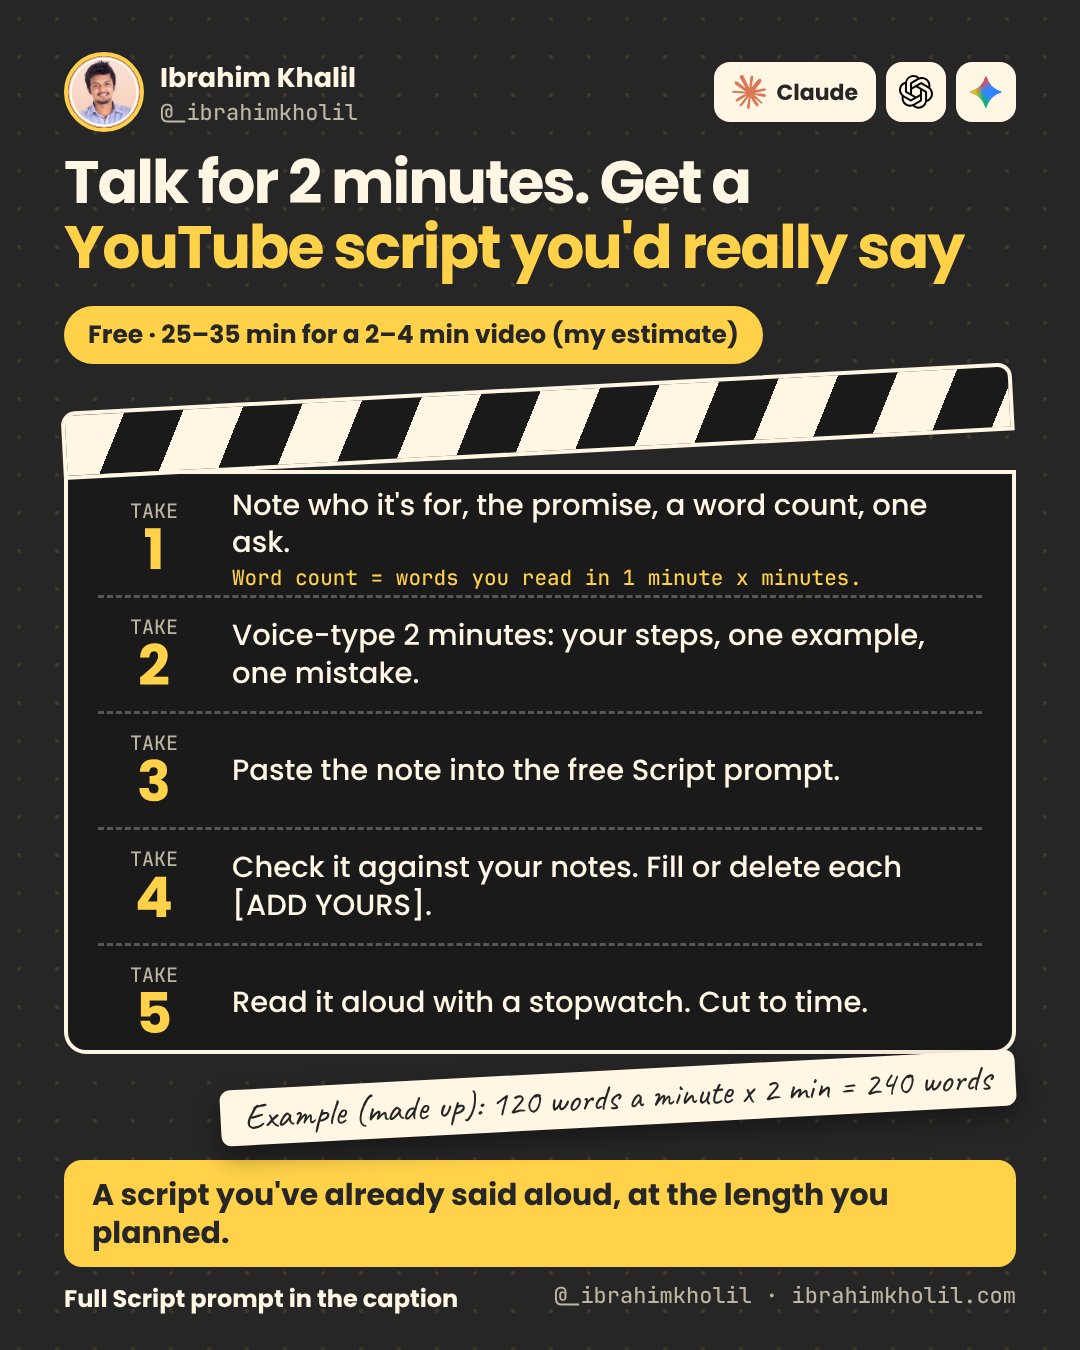 Ibrahim Khalil
@_ibrahimkholil
Claude
Talk for 2 minutes. Get a
YouTube script you'd really say
Free · 25–35 min for a 2–4 min video (my estimate)
TAKE
1
Note who it's for, the promise, a word count, one
ask.
Word count = words you read in 1 minute x minutes.
TAKE
2
Voice-type 2 minutes: your steps, one example,
one mistake.
TAKE
3
Paste the note into the free Script prompt.
TAKE
4
Check it against your notes. Fill or delete each
[ADD YOURS].
TAKE
5
Read it aloud with a stopwatch. Cut to time.
Example (made up): 120 words a minute x 2 min = 240 words
A script you've already said aloud, at the length you
planned.
Full Script prompt in the caption
@_ibrahimkholil · ibrahimkholil.com